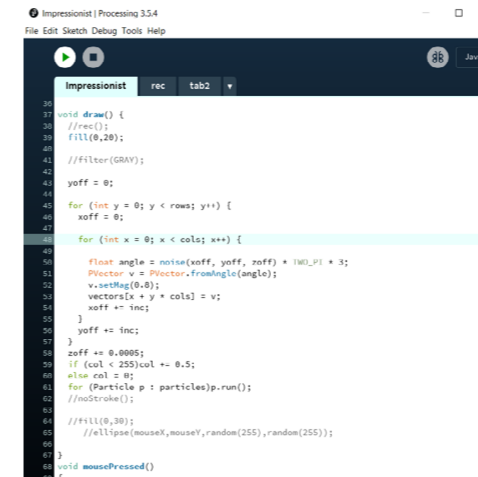 Impressionist | Processing 3.5.4
File Edit Sketch Debug Tools Help
Jav
Impressionist rec tab2 ▼
36
37 void draw() {
38 //rec();
39 fill(0,20);
40
41 //filter(GRAY);
42
43 yoff = 0;
44
45 for (int y = 0; y < rows; y++) {
46 xoff = 0;
47
48 for (int x = 0; x < cols; x++) {
49
50 float angle = noise(xoff, yoff, zoff) * TWO_PI * 3;
51 PVector v = PVector.fromAngle(angle);
52 v.setMag(0.8);
53 vectors[x + y * cols] = v;
54 xoff += inc;
55 }
56 yoff += inc;
57 }
58 zoff += 0.0005;
59 if (col < 255)col += 0.5;
60 else col = 0;
61 for (Particle p : particles)p.run();
62 //noStroke();
63
64 //fill(0,30);
65 //ellipse(mouseX,mouseY,random(255),random(255));
66
67 }
68 void mousePressed()